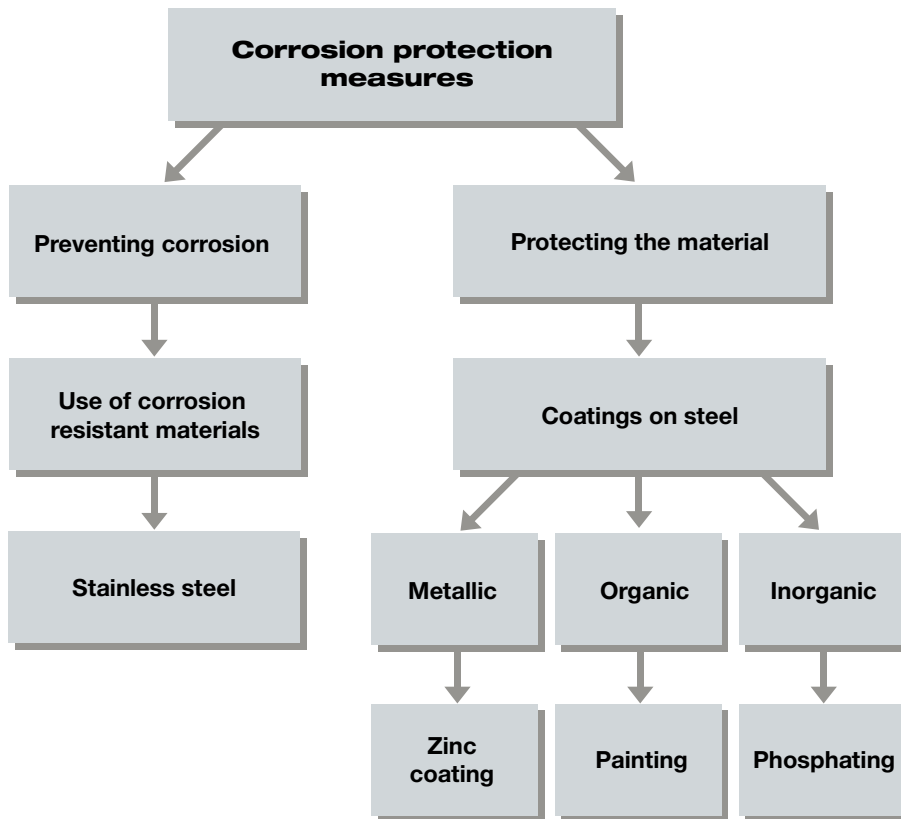 Corrosion protection
measures
Preventing corrosion
Protecting the material
Use of corrosion
resistant materials
Coatings on steel
Stainless steel
Metallic
Organic
Inorganic
Zinc
coating
Painting
Phosphating